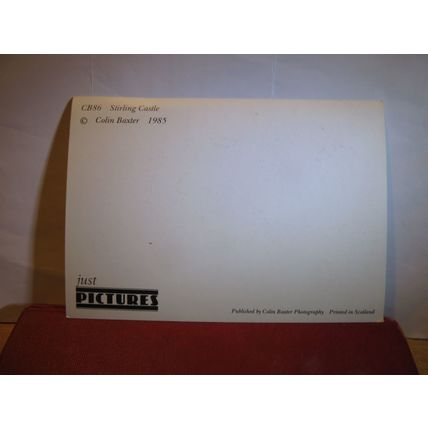 CB86 Stirling Castle
© Colin Baxter 1985
just
PICTURES
Published by Colin Baxter Photography Printed in Scotland